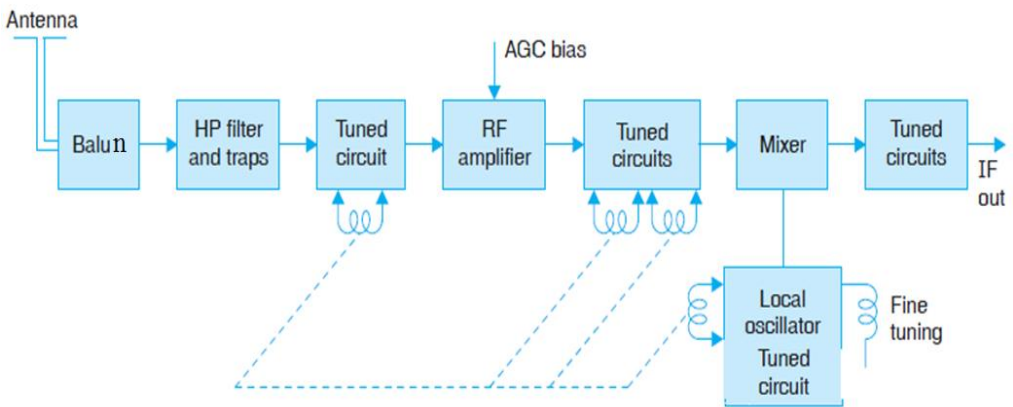 Antenna
AGC bias
Balun
HP filter
and traps
Tuned
circuit
RF
amplifier
Tuned
circuits
Mixer
Tuned
circuits
IF
out
Local
oscillator
Tuned
circuit
Fine
tuning